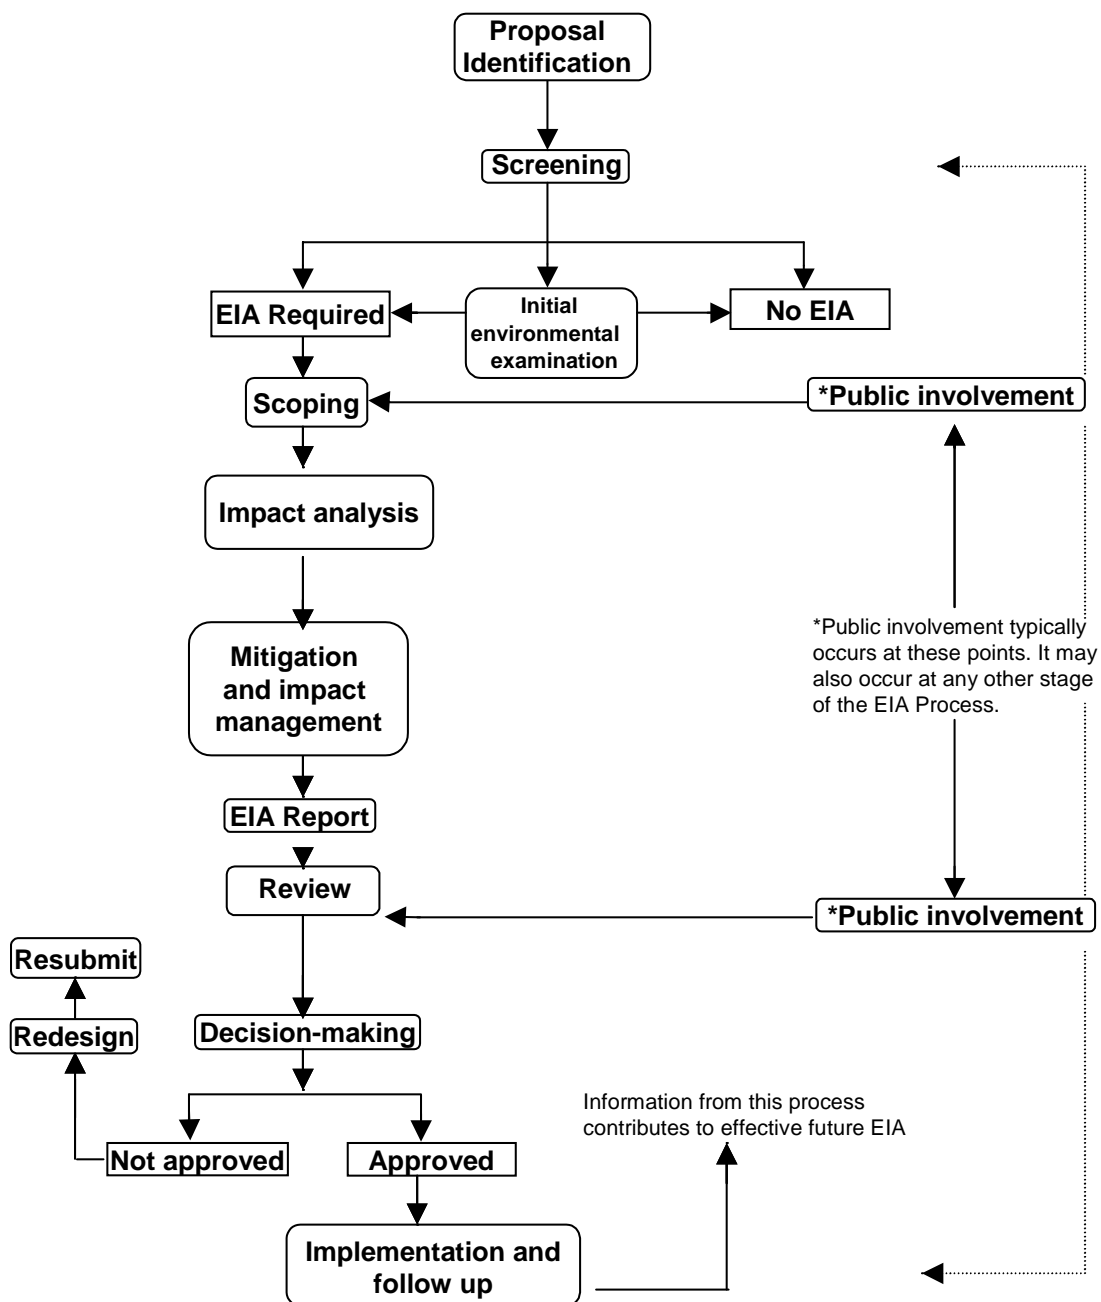 Proposal
Identification
Screening
EIA Required
Initial
environmental
examination
No EIA
Scoping
*Public involvement
Impact analysis
*Public involvement typically
occurs at these points. It may
also occur at any other stage
of the EIA Process.
Mitigation
and impact
management
EIA Report
Review
*Public involvement
Resubmit
Redesign
Decision-making
Information from this process
contributes to effective future EIA
Not approved
Approved
Implementation and
follow up